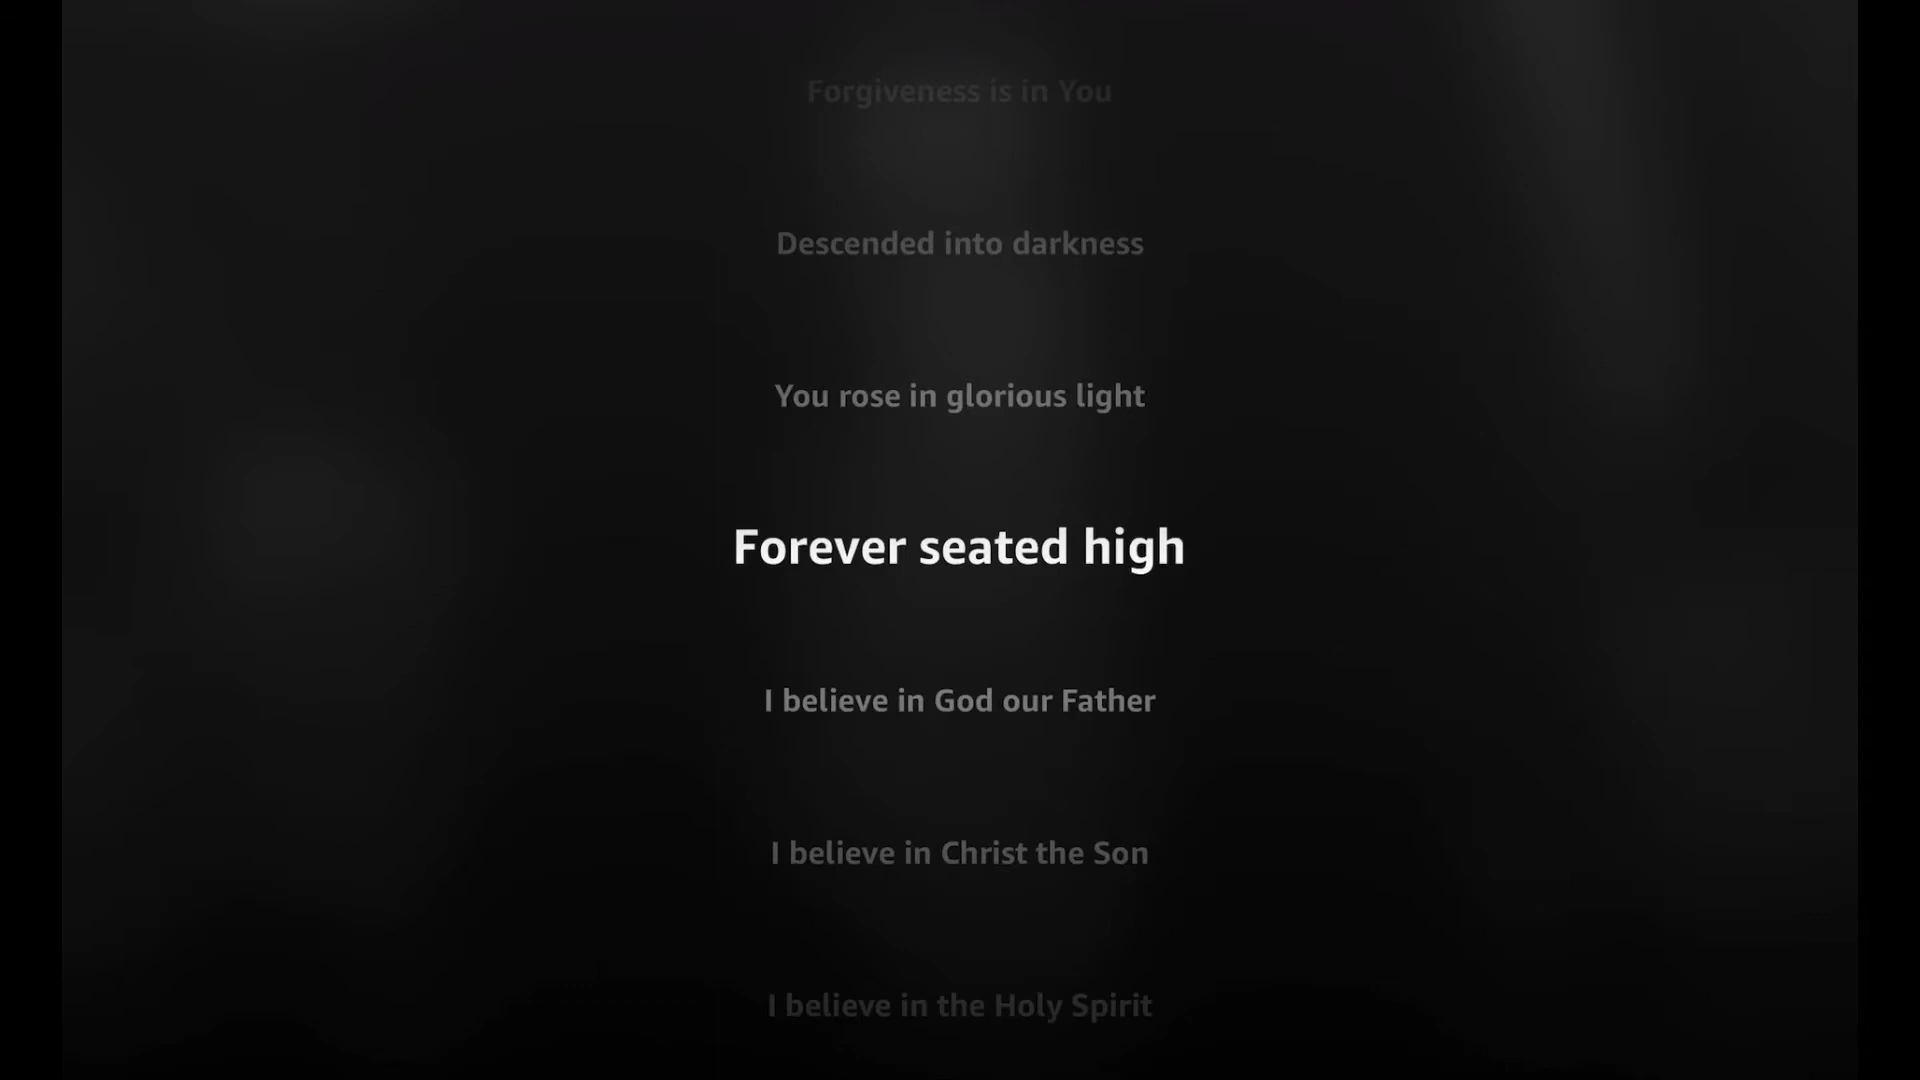 Forgiveness is in You
Descended into darkness
You rose in glorious light
Forever seated high
I believe in God our Father
I believe in Christ the Son
I believe in the Holy Spirit